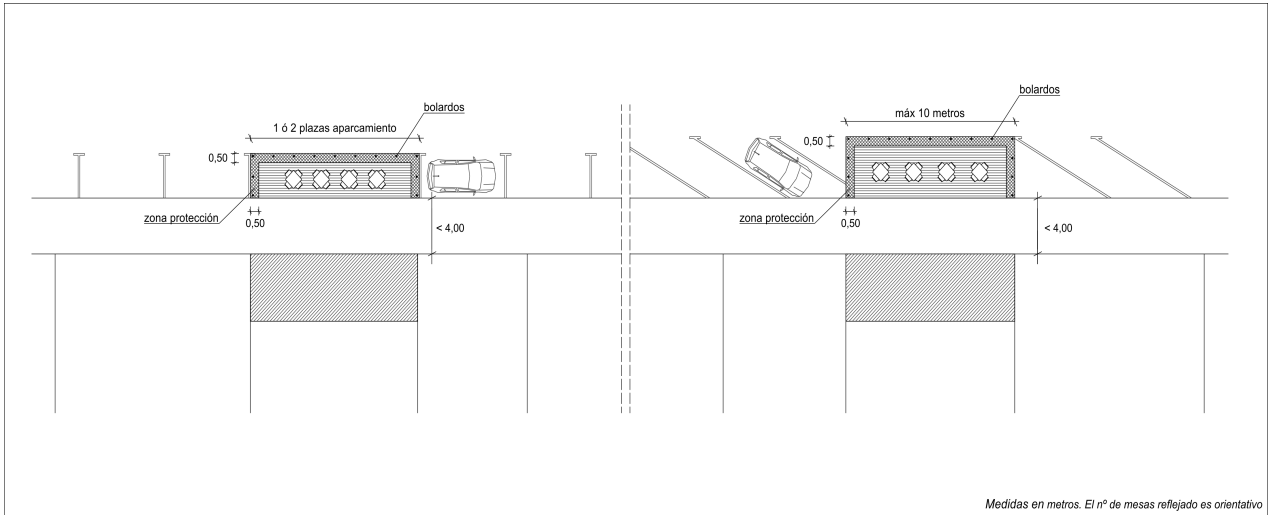 bolardos
1 ó 2 plazas aparcamiento
0,50
zona protección
0,50
< 4,00
bolardos
máx 10 metros
0,50
zona protección
0,50
< 4,00
Medidas en metros. El nº de mesas reflejado es orientativo